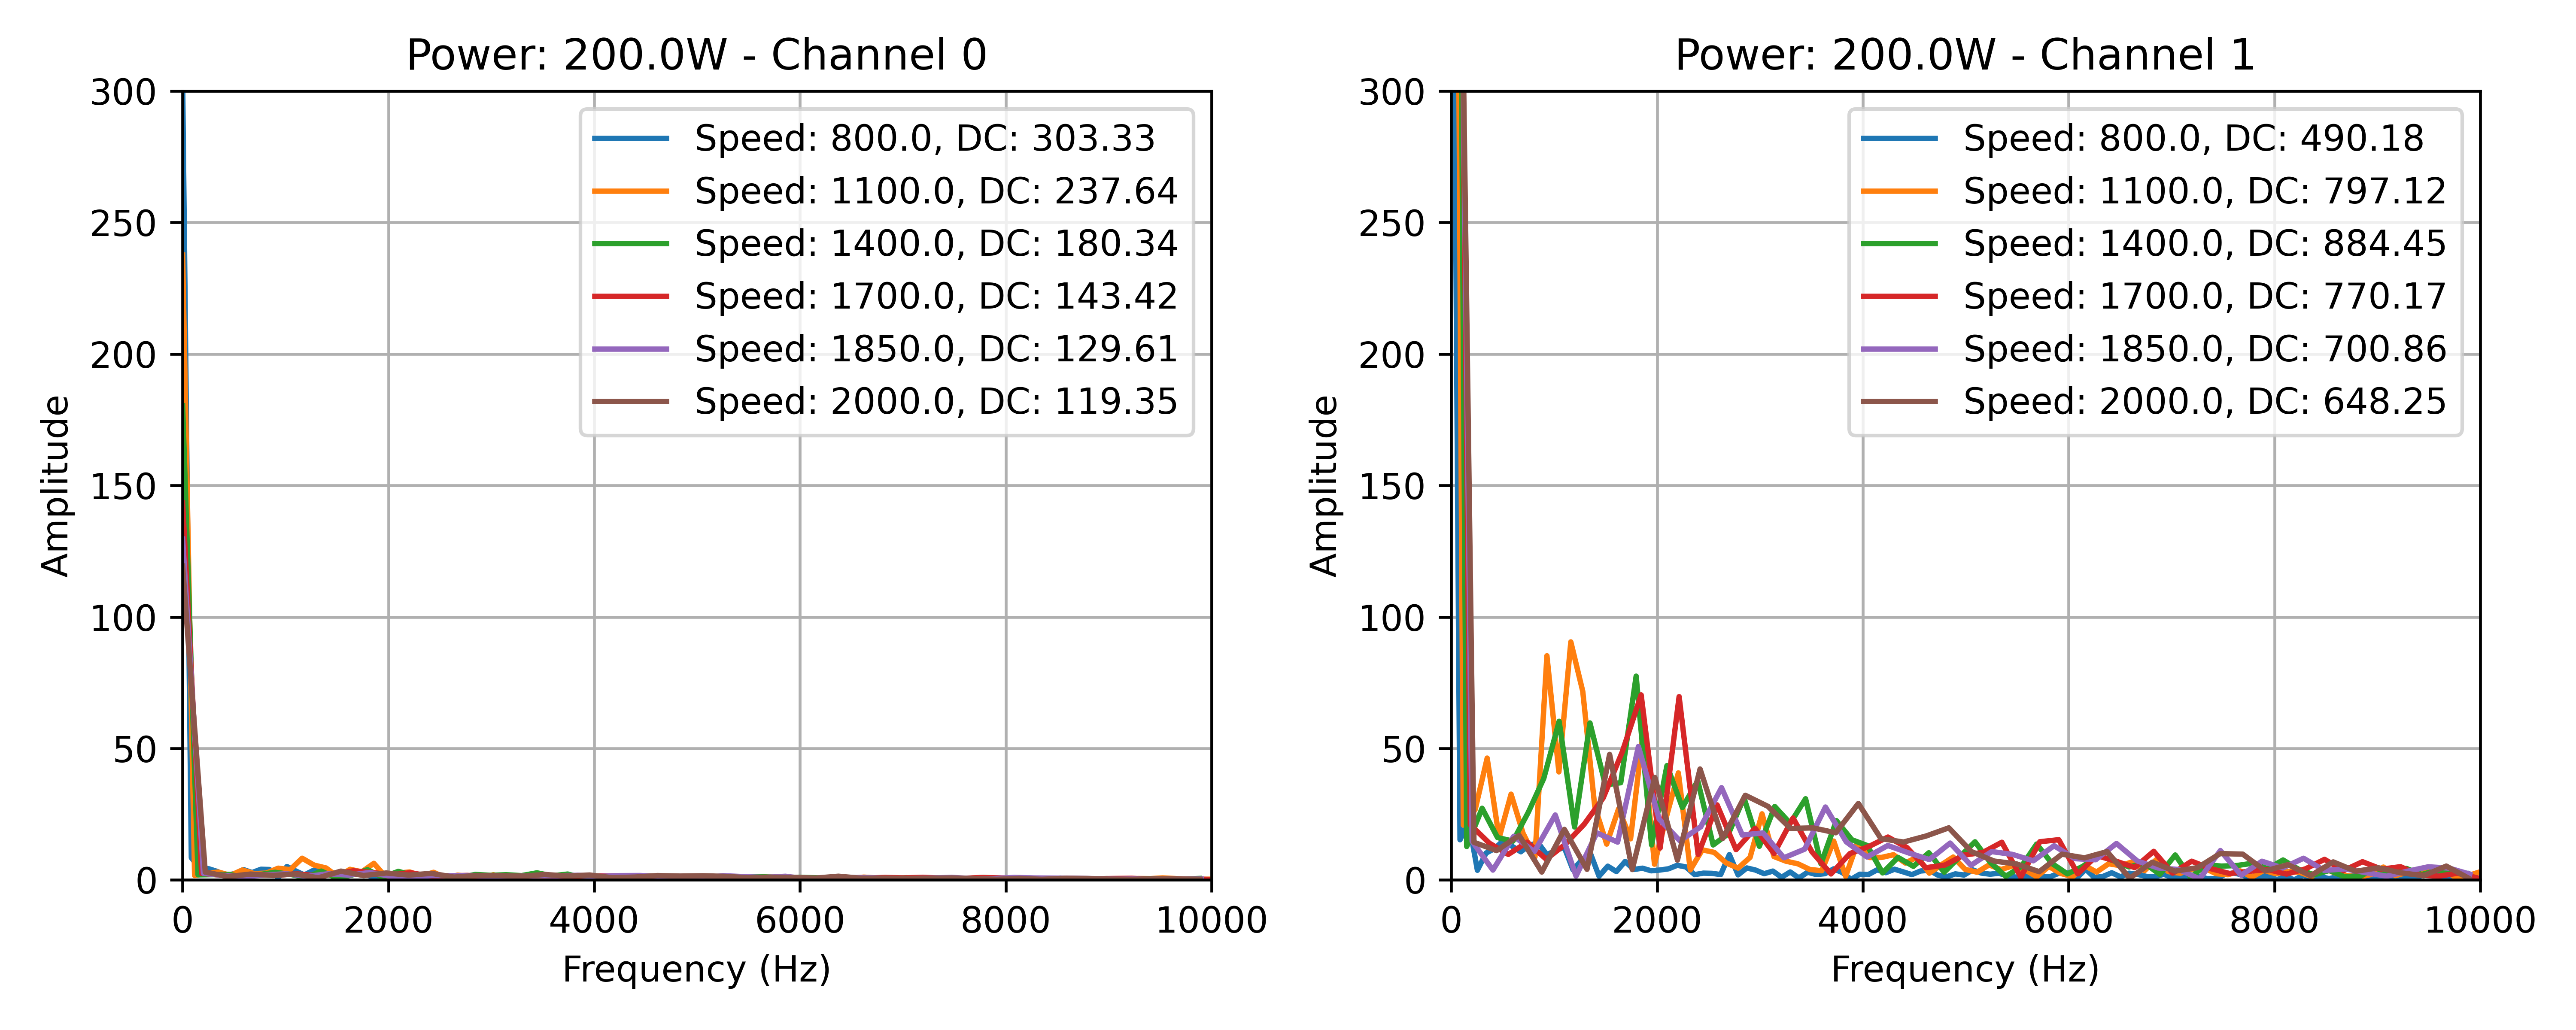 Power: 200.0W - Channel 0
300
250
200
150
100
50
0
Amplitude
Speed: 800.0, DC: 303.33
Speed: 1100.0, DC: 237.64
Speed: 1400.0, DC: 180.34
Speed: 1700.0, DC: 143.42
Speed: 1850.0, DC: 129.61
Speed: 2000.0, DC: 119.35
0 2000 4000 6000 8000 10000
Frequency (Hz)
Power: 200.0W - Channel 1
300
250
200
150
100
50
0
Amplitude
Speed: 800.0, DC: 490.18
Speed: 1100.0, DC: 797.12
Speed: 1400.0, DC: 884.45
Speed: 1700.0, DC: 770.17
Speed: 1850.0, DC: 700.86
Speed: 2000.0, DC: 648.25
0 2000 4000 6000 8000 10000
Frequency (Hz)